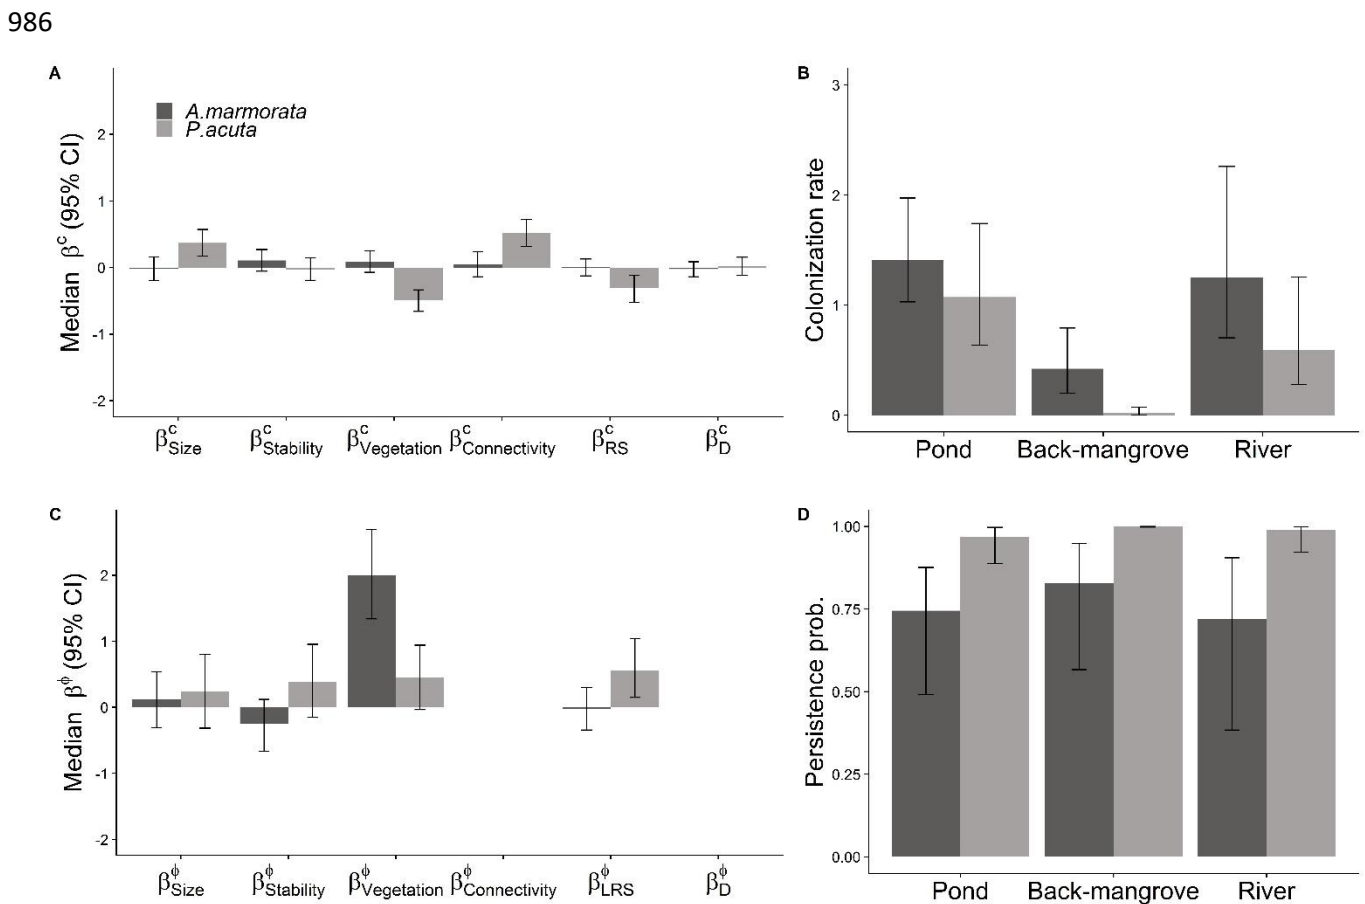 986
A
Median β^c (95% CI)
2
1
0
-1
-2
A.marmorata
P.acuta
β^c_Size β^c_Stability β^c_Vegetation β^c_Connectivity β^c_RS β^c_D
B
Colonization rate
3
2
1
0
Pond Back-mangrove River
C
Median β^ϕ (95% CI)
2
1
0
-1
-2
β^ϕ_Size β^ϕ_Stability β^ϕ_Vegetation β^ϕ_Connectivity β^ϕ_LRS β^ϕ_D
D
Persistence prob.
1.00
0.75
0.50
0.25
0.00
Pond Back-mangrove River